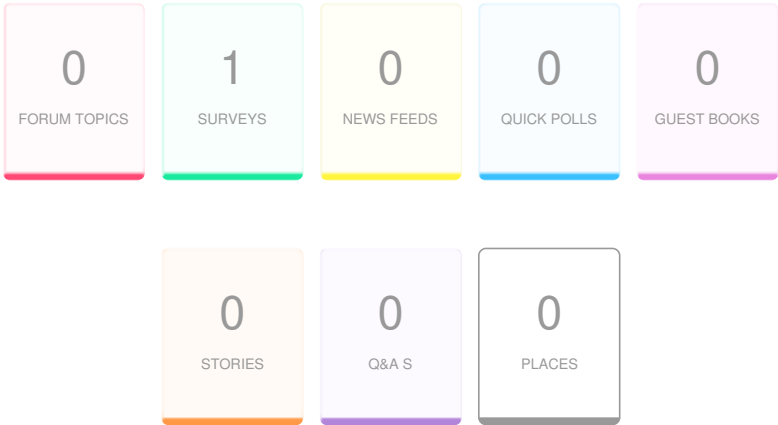 0 1 0 0 0
FORUM TOPICS SURVEYS NEWS FEEDS QUICK POLLS GUEST BOOKS
0 0 0
STORIES Q&A S PLACES